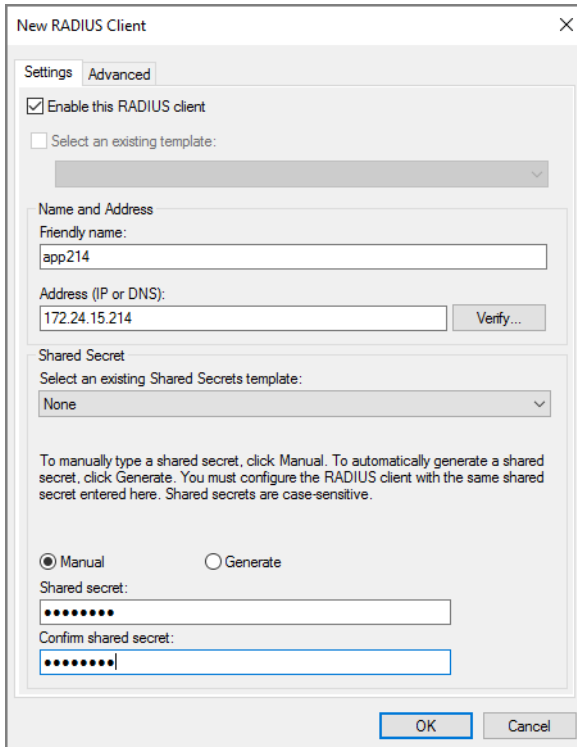 New RADIUS Client
Settings
Advanced
Enable this RADIUS client
Select an existing template:
Name and Address
Friendly name:
app214
Address (IP or DNS):
172.24.15.214
Verify...
Shared Secret
Select an existing Shared Secrets template:
None
To manually type a shared secret, click Manual. To automatically generate a shared
secret, click Generate. You must configure the RADIUS client with the same shared
secret entered here. Shared secrets are case-sensitive.
Manual
Generate
Shared secret:
●●●●●●●●
Confirm shared secret:
●●●●●●●●
OK
Cancel